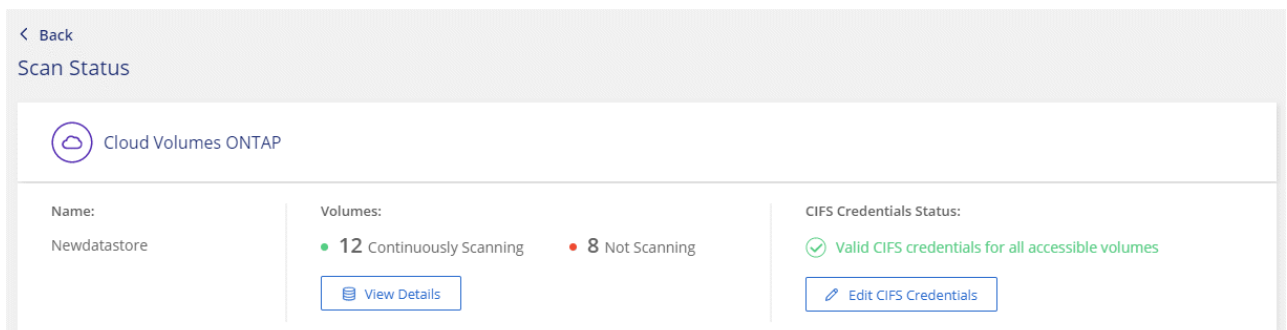 Back
Scan Status
Cloud Volumes ONTAP
Name:
Newdatastore
Volumes:
12 Continuously Scanning
8 Not Scanning
View Details
CIFS Credentials Status:
Valid CIFS credentials for all accessible volumes
Edit CIFS Credentials